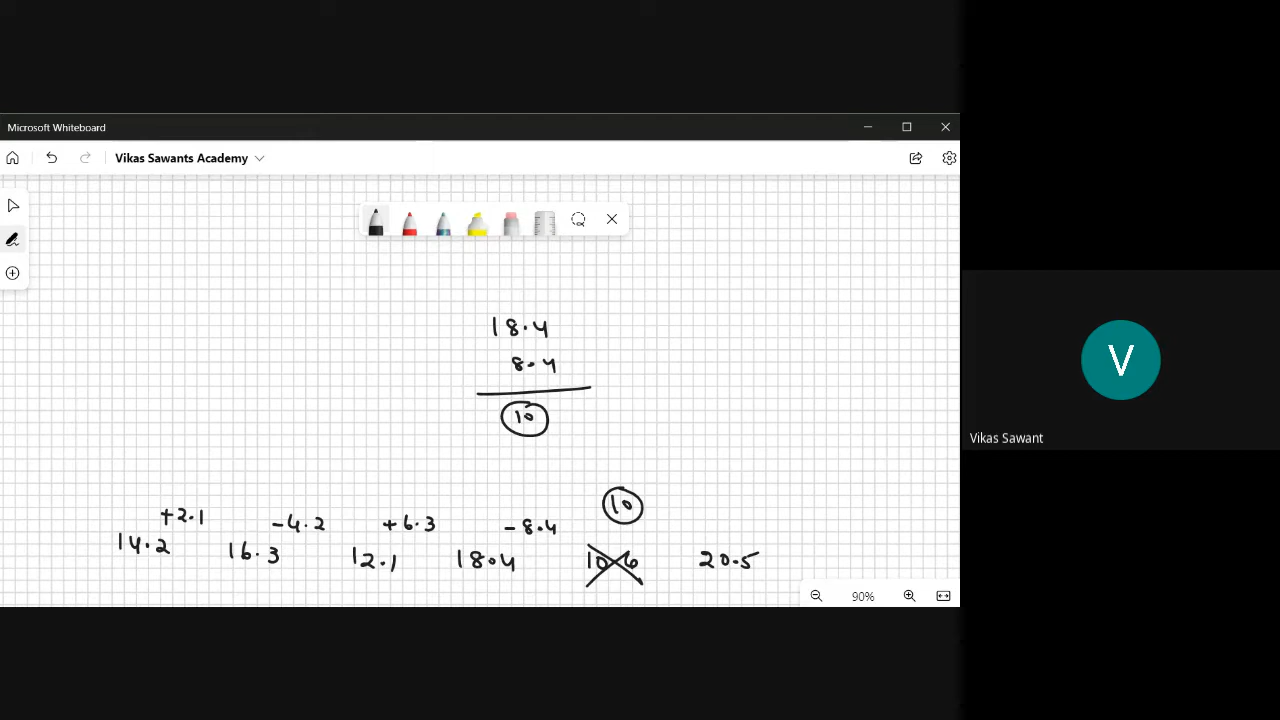 Microsoft Whiteboard
Vikas Sawants Academy
18.4
8.4
10
10
+2.1 -4.2 +6.3 -8.4
14.2 16.3 12.1 18.4 10.6 20.5
90%
V
Vikas Sawant